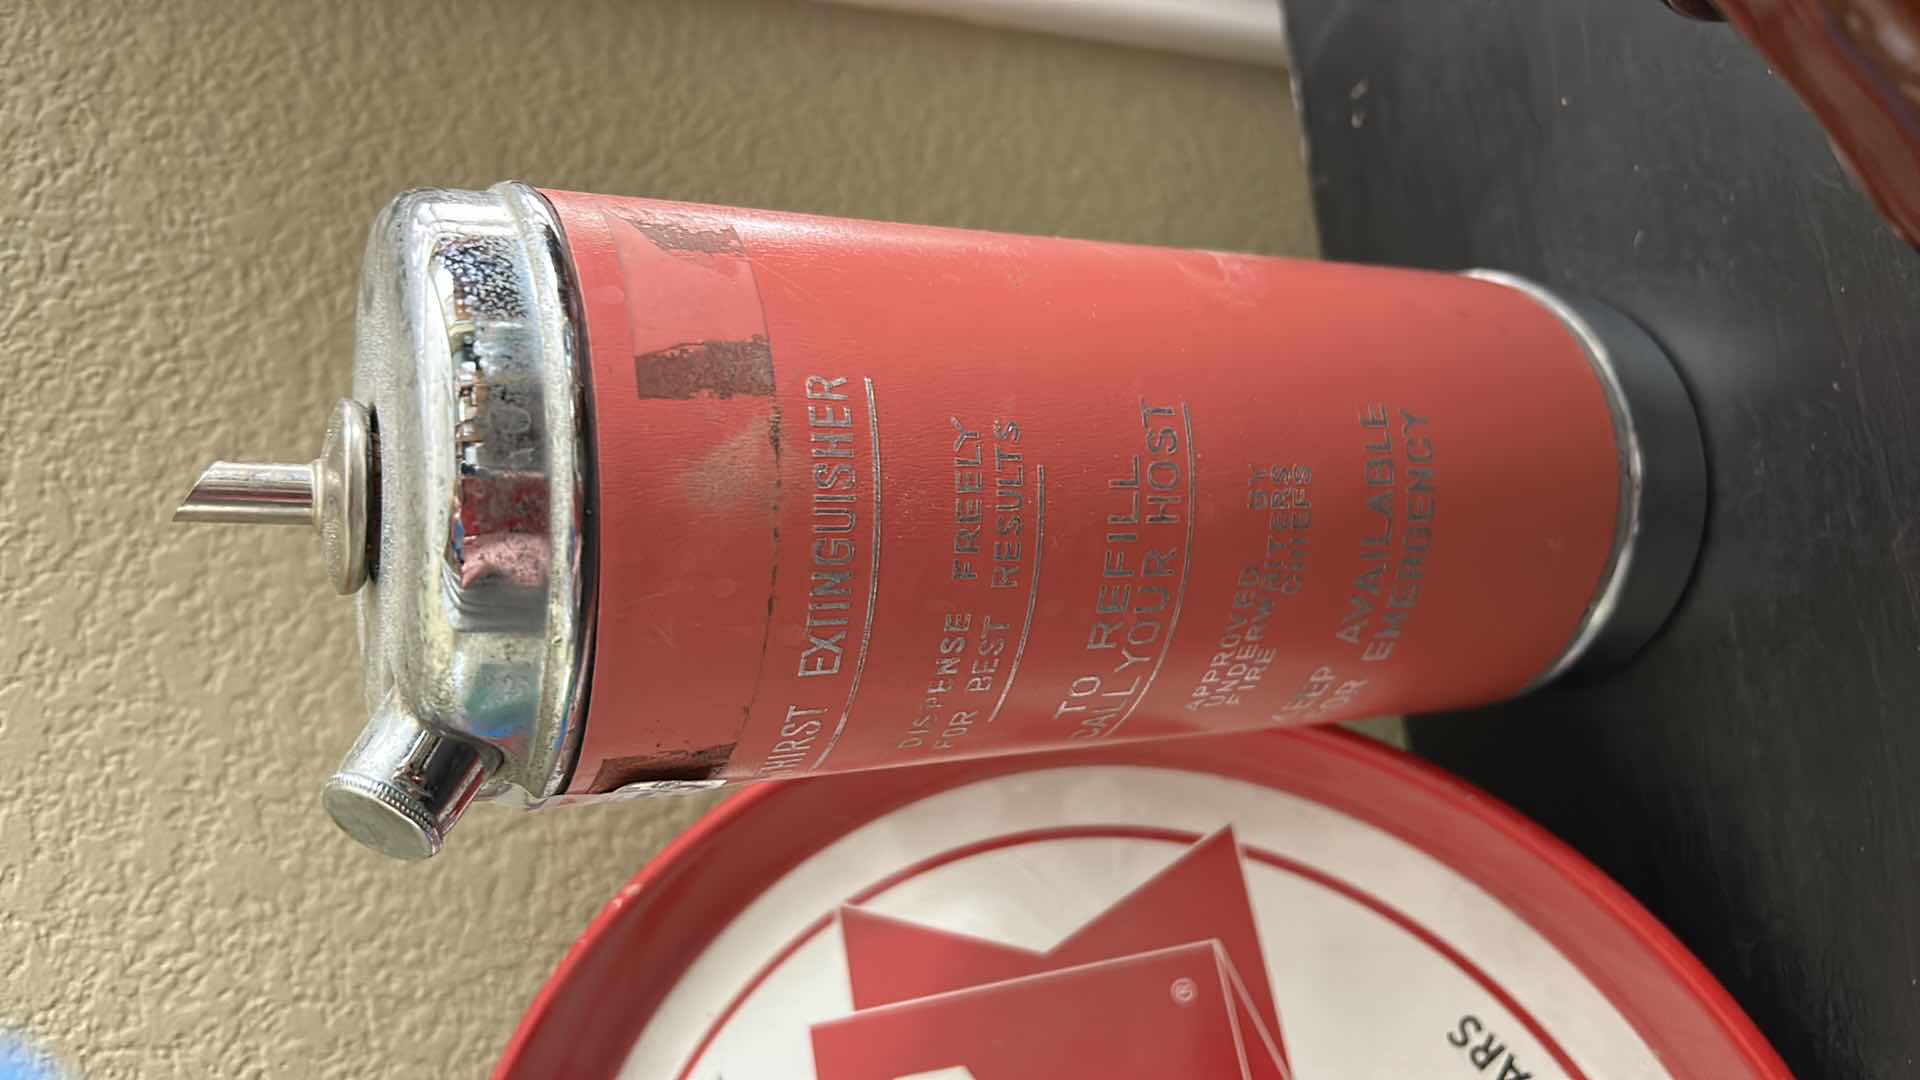 THIRST EXTINGUISHER
DISPENSE FREELY
FOR BEST RESULTS
TO REFILL
CALL YOUR HOST
APPROVED BY
FIRE UNDERWRITERS
CHIEFS
KEEP AVAILABLE
FOR EMERGENCY
®
ARS